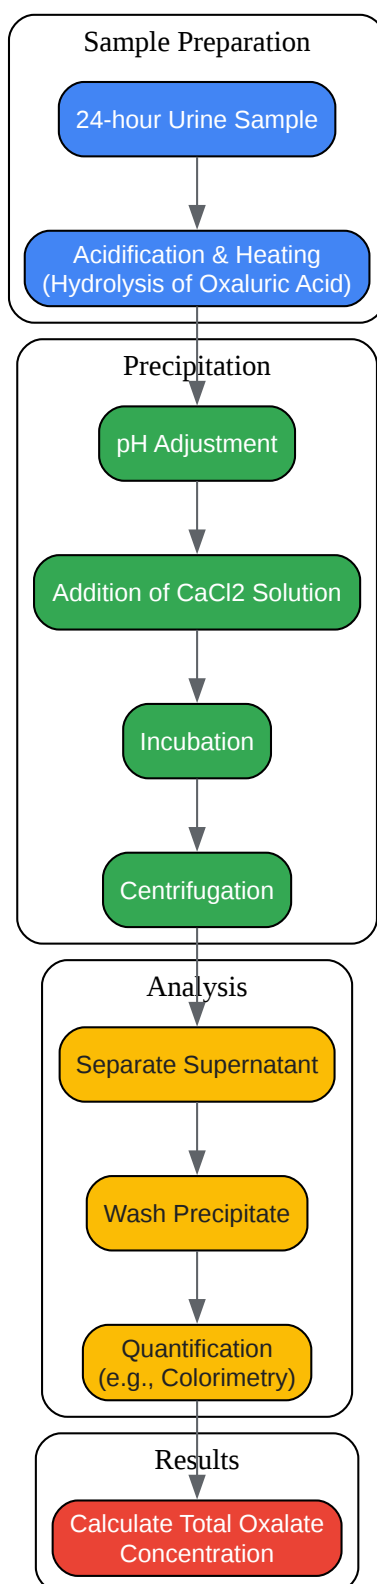 Sample Preparation
24-hour Urine Sample
Acidification & Heating
(Hydrolysis of Oxaluric Acid)
Precipitation
pH Adjustment
Addition of CaCl2 Solution
Incubation
Centrifugation
Analysis
Separate Supernatant
Wash Precipitate
Quantification
(e.g., Colorimetry)
Results
Calculate Total Oxalate
Concentration